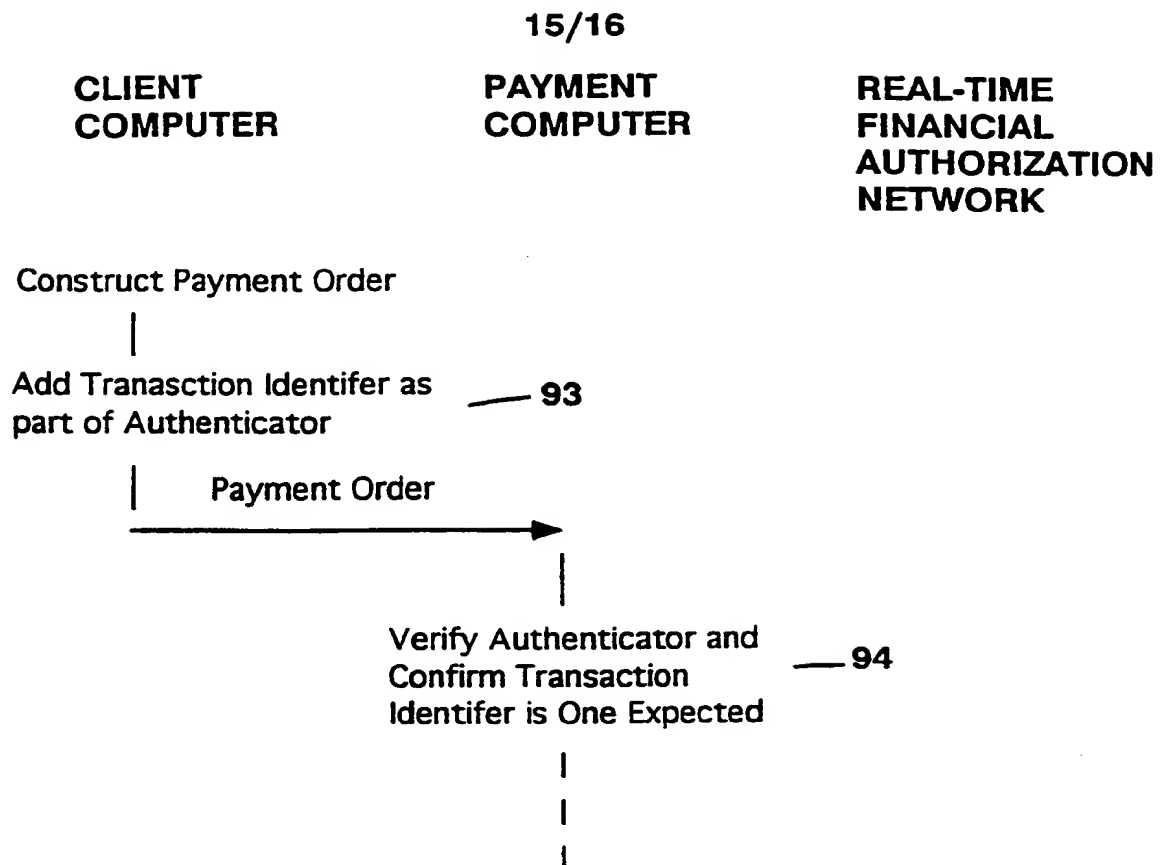 15/16
CLIENT
COMPUTER
PAYMENT
COMPUTER
REAL-TIME
FINANCIAL
AUTHORIZATION
NETWORK
Construct Payment Order
Add Tranasction Identifer as
part of Authenticator
93
Payment Order
Verify Authenticator and
Confirm Transaction
Identifer is One Expected
94